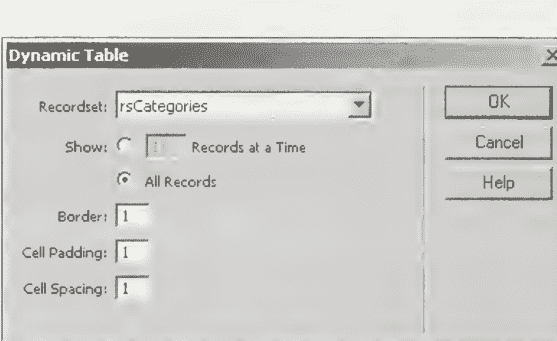 Dynamic Table
Recordset: rsCategories
OK
Show: 1 Records at a Time
Cancel
All Records
Help
Border: 1
Cell Padding: 1
Cell Spacing: 1